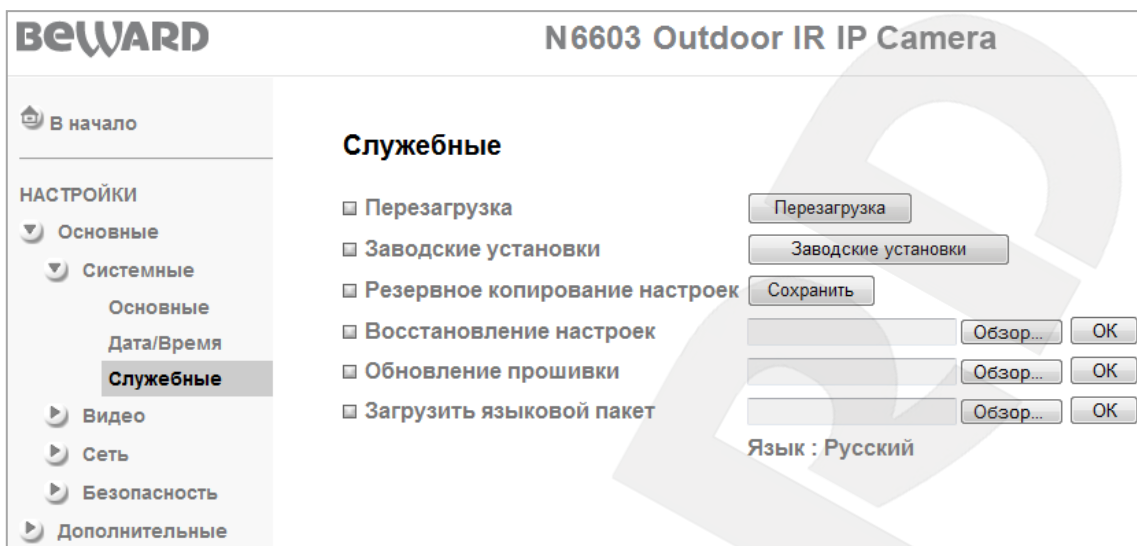 BEWARD
N6603 Outdoor IR IP Camera
В начало
НАСТРОЙКИ
Основные
Системные
Основные
Дата/Время
Служебные
Видео
Сеть
Безопасность
Дополнительные
Служебные
Перезагрузка Перезагрузка
Заводские установки Заводские установки
Резервное копирование настроек Сохранить
Восстановление настроек Обзор... OK
Обновление прошивки Обзор... OK
Загрузить языковой пакет Обзор... OK
Язык : Русский